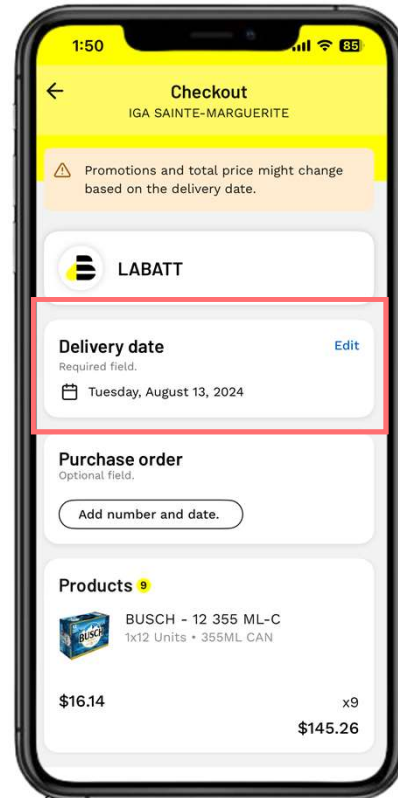 1:50
85
Checkout
IGA SAINTE-MARGUERITE
Promotions and total price might change
based on the delivery date.
LABATT
Delivery date
Edit
Required field.
Tuesday, August 13, 2024
Purchase order
Optional field.
Add number and date.
Products 9
BUSCH
BUSCH - 12 355 ML-C
1x12 Units • 355ML CAN
$16.14
x9
$145.26